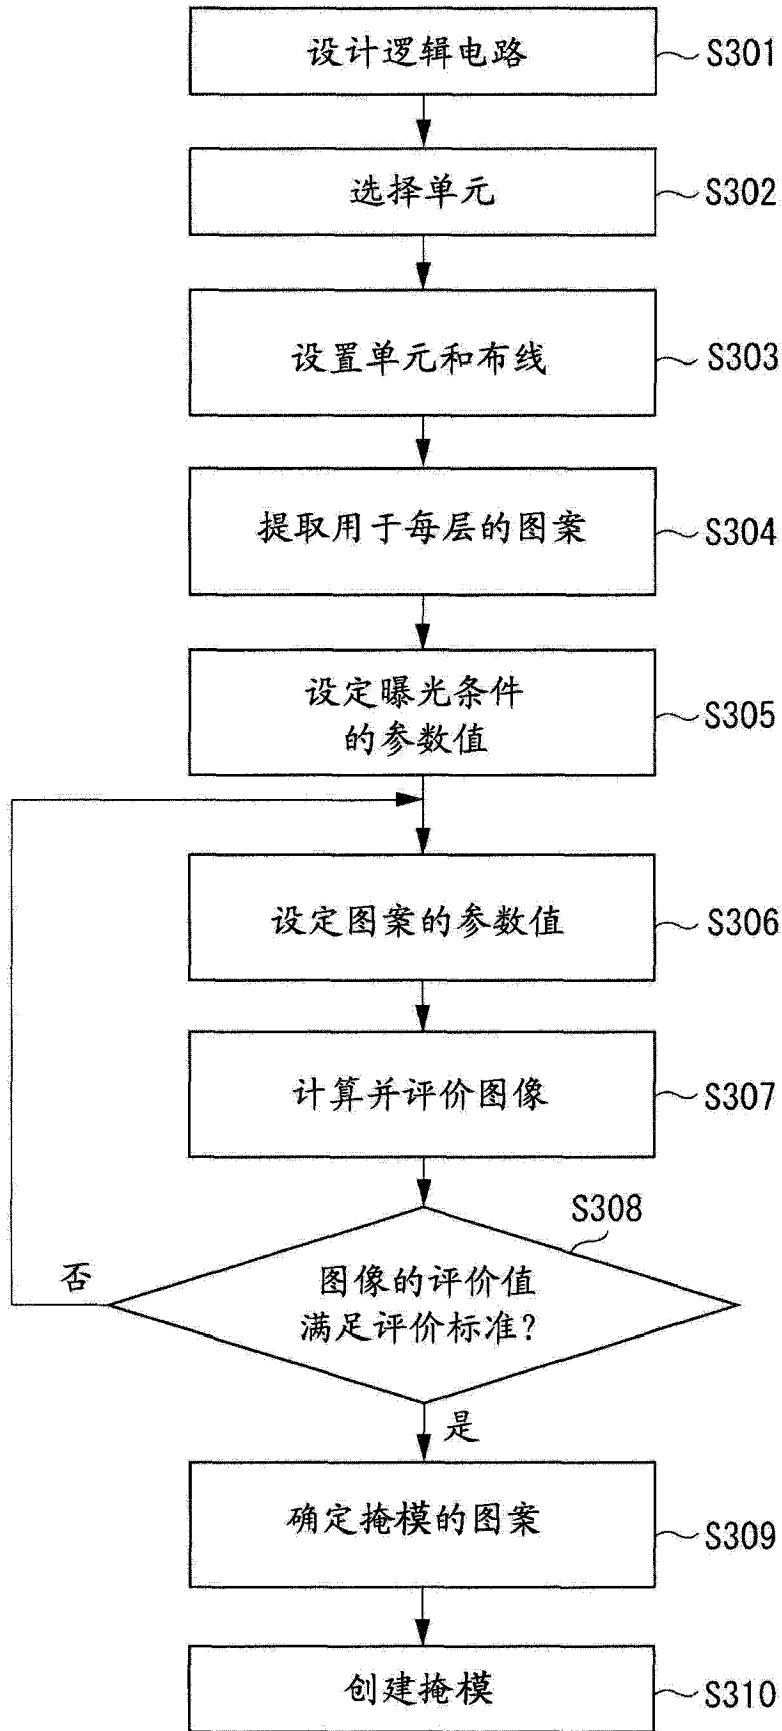 设计逻辑电路
S301
选择单元
S302
设置单元和布线
S303
提取用于每层的图案
S304
设定曝光条件
的参数值
S305
设定图案的参数值
S306
计算并评价图像
S307
S308
图像的评价值
满足评价标准?
否
是
确定掩模的图案
S309
创建掩模
S310